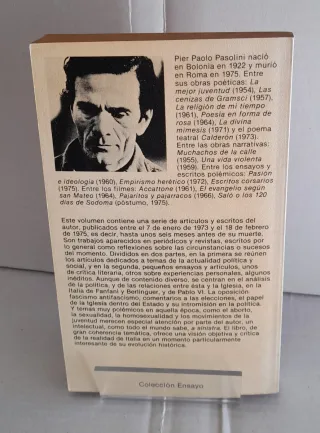 Pier Paolo Pasolini nació
en Bolonia en 1922 y murió
en Roma en 1975. Entre
sus obras poéticas: La
mejor juventud (1954), Las
cenizas de Gramsci (1957),
La religión de mi tiempo
(1961), Poesía en forma de
rosa (1964), La divina
mimesis (1971) y el poema
teatral Calderón (1973).
Entre las obras narrativas:
Muchachos de la calle
(1955), Una vida violenta
(1959). Entre los ensayos y
escritos polémicos: Pasión
e ideología (1960), Empirismo herético (1972), Escritos corsarios
(1975). Entre los filmes: Accattone (1961), El evangelio según
san Mateo (1964), Pajaritos y pajarracos (1966), Saló o los 120
días de Sodoma (póstumo, 1975).
Este volumen contiene una serie de artículos y escritos del
autor, publicados entre el 7 de enero de 1973 y el 18 de febrero
de 1975, es decir, hasta unos seis meses antes de su muerte.
Son trabajos aparecidos en periódicos y revistas, escritos por lo
general como reflexiones sobre las circunstancias o sucesos
del momento. Divididos en dos partes, en la primera se reúnen
los artículos dedicados a temas de la actualidad política y
social, y en la segunda, pequeños ensayos y artículos, unos
de crítica literaria, otros sobre experiencias personales, algunos
inéditos. Aunque de contenido diverso, se centran en el análisis
de la política, y de las relaciones entre ésta y la Iglesia, en la
Italia de Fanfani y Berlinguer, y de Pablo VI. La oposición
fascismo antifascismo, comentarios a las elecciones, el papel
de la Iglesia dentro del Estado y su intromisión en la política.
Y temas muy polémicos en aquella época, como el aborto,
la sexualidad, la homosexualidad y los movimientos de la
juventud merecen especial atención por parte del autor, un
intelectual, como todo el mundo sabe, a sinistra. El libro, de
gran coherencia temática, ofrece una visión objetiva y crítica
de la realidad de Italia en un momento particularmente
interesante de su evolución histórica.
Colección Ensayo